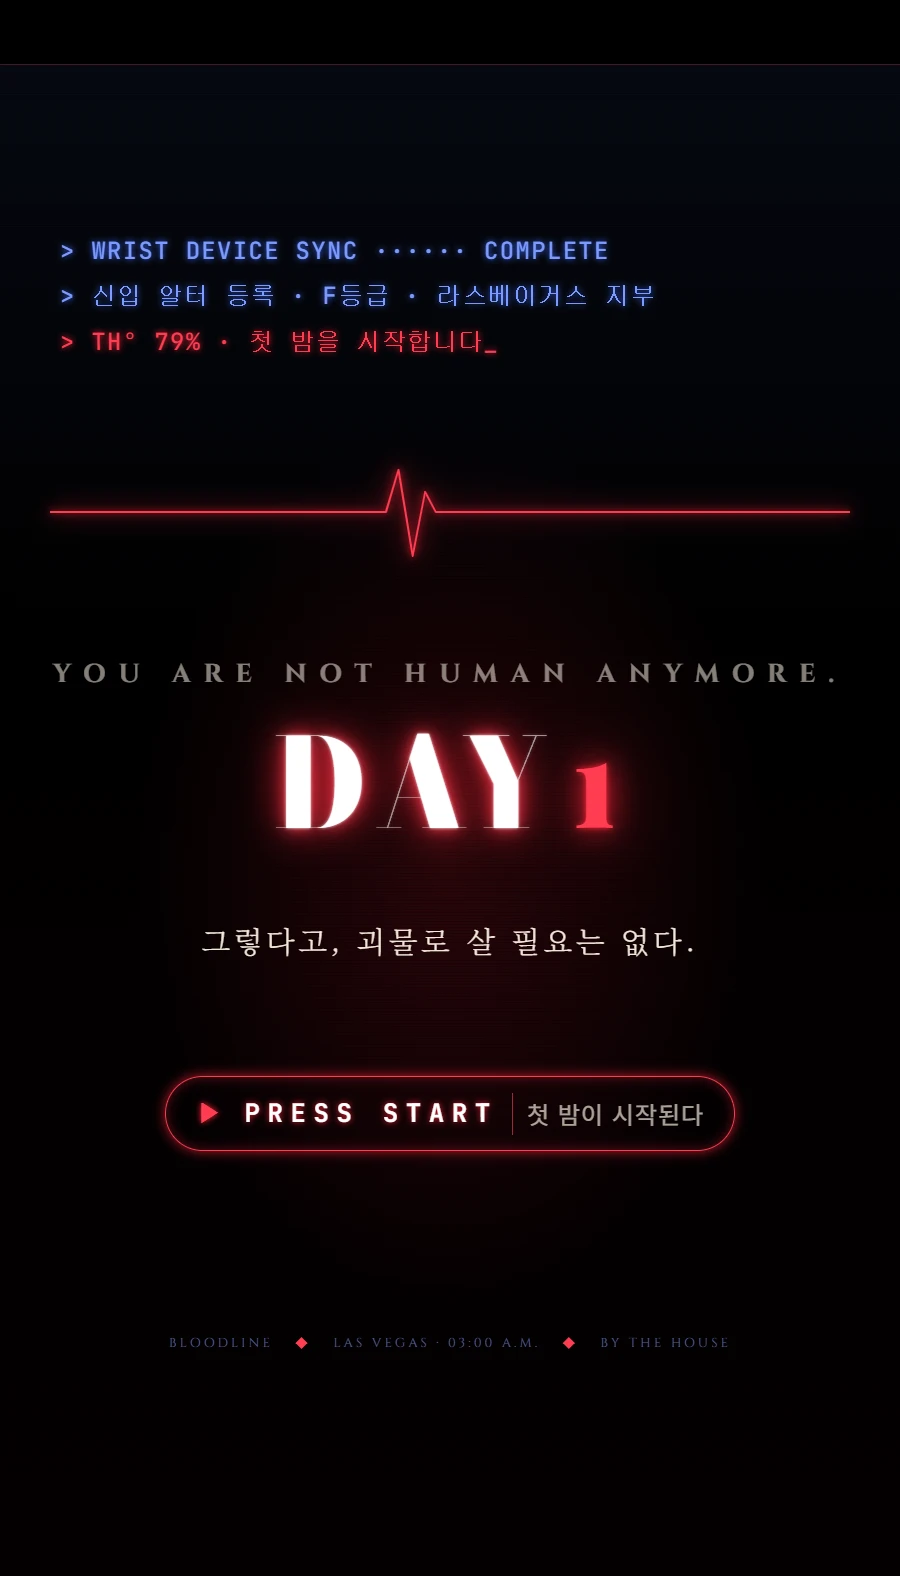 > WRIST DEVICE SYNC ······ COMPLETE
> 신입 알터 등록 · F등급 · 라스베이거스 지부
> TH° 79% · 첫 밤을 시작합니다_
YOU ARE NOT HUMAN ANYMORE.
DAY 1
그렇다고, 괴물로 살 필요는 없다.
▶ PRESS START | 첫 밤이 시작된다
BLOODLINE ◆ LAS VEGAS · 03:00 A.M. ◆ BY THE HOUSE